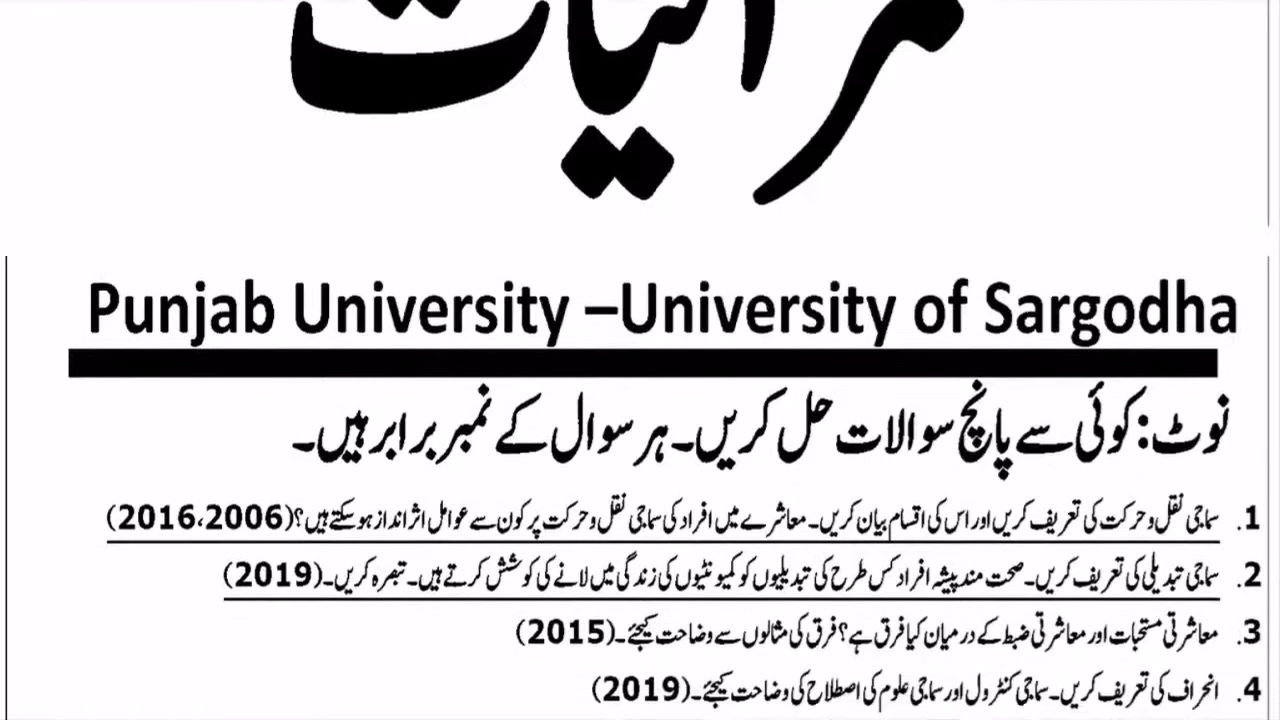 Punjab University –University of Sargodha
نوٹ: کوئی سے پانچ سوالات حل کریں۔ ہر سوال کے نمبر برابر ہیں۔
1. سماجی نقل و حرکت کی تعریف کریں اور اس کی اقسام بیان کریں۔ معاشرے میں افراد کی سماجی نقل و حرکت پر کون سے عوامل اثر انداز ہو سکتے ہیں؟ (2016،2006)
2. سماجی تبدیلی کی تعریف کریں۔ صحت مند پیشہ افراد کس طرح کی تبدیلیوں کو کمیونٹیوں کی زندگی میں لانے کی کوشش کرتے ہیں۔ تبصرہ کریں۔ (2019)
3. معاشرتی مستحبات اور معاشرتی ضبط کے درمیان کیا فرق ہے؟ فرق کی مثالوں سے وضاحت کیجئے۔ (2015)
4. انحراف کی تعریف کریں۔ سماجی کنٹرول اور سماجی علوم کی اصطلاح کی وضاحت کیجئے۔ (2019)